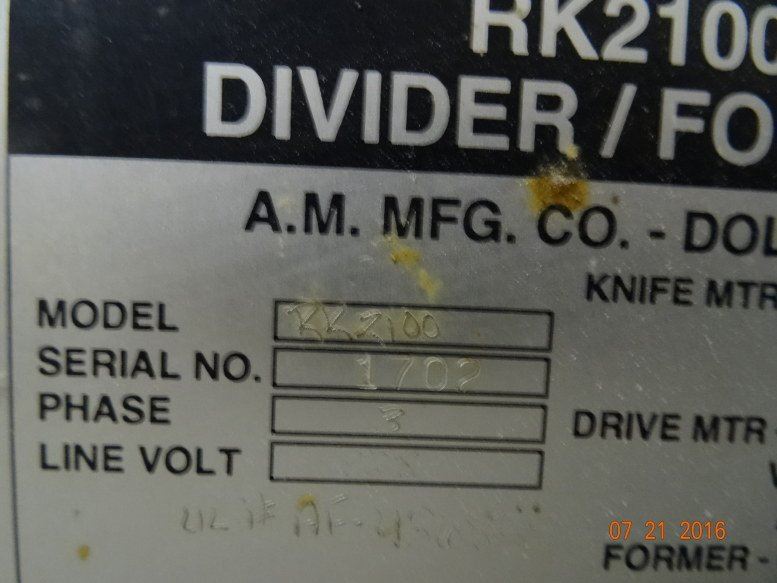 RK2100
DIVIDER / FO
A.M. MFG. CO. - DOL
KNIFE MTR
MODEL RK2100
SERIAL NO. 1702
PHASE 3
DRIVE MTR
LINE VOLT
07 21 2016
FORMER -